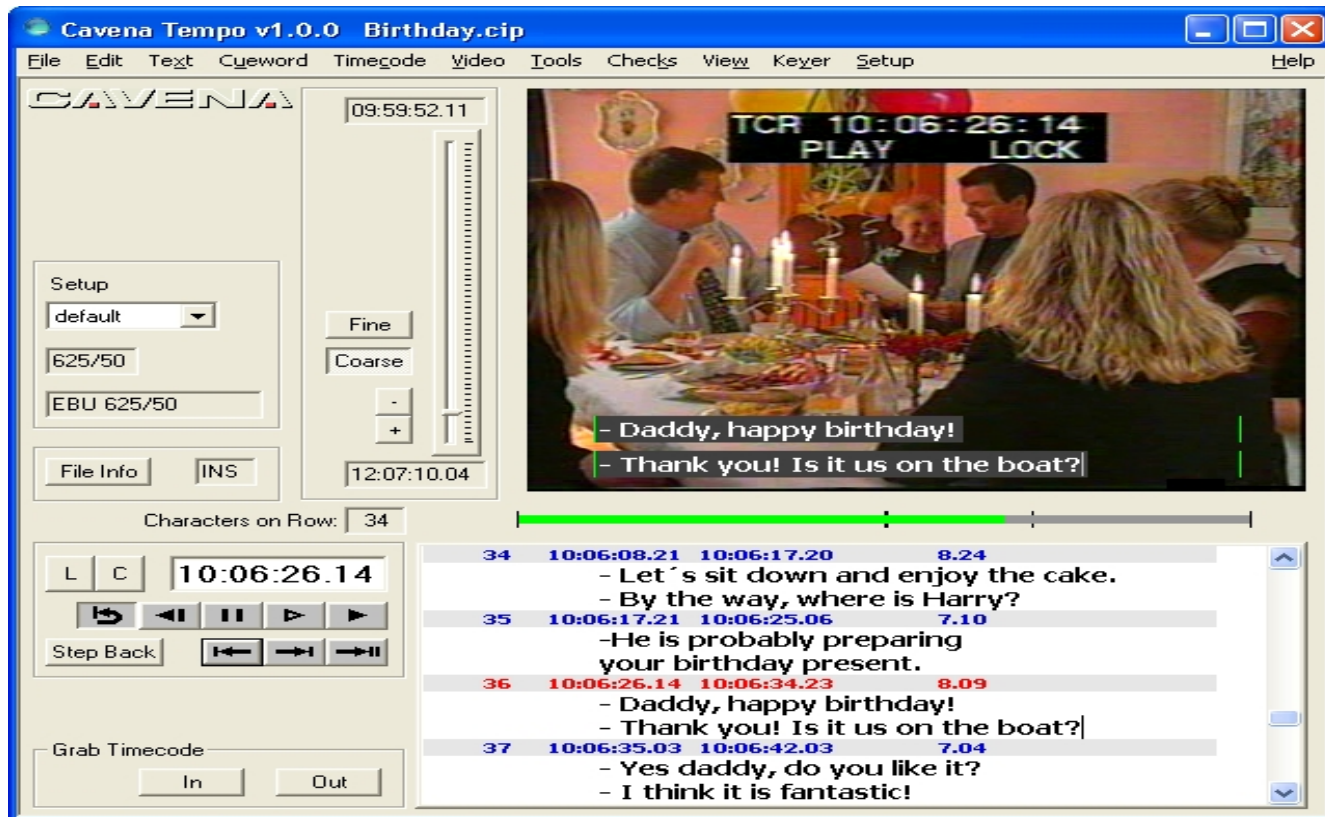 Cavena Tempo v1.0.0 Birthday.cip
File Edit Text Cueword Timecode Video Tools Checks View Keyer Setup Help
CAVENA
09:59:52.11
TCR 10:06:26:14
PLAY LOCK
Setup
default
625/50
EBU 625/50
Fine
Coarse
-
+
File Info INS
12:07:10.04
- Daddy, happy birthday!
- Thank you! Is it us on the boat?
Characters on Row: 34
L C 10:06:26.14
Step Back
Grab Timecode
In Out
34 10:06:08.21 10:06:17.20 8.24
- Let´s sit down and enjoy the cake.
- By the way, where is Harry?
35 10:06:17.21 10:06:25.06 7.10
-He is probably preparing
your birthday present.
36 10:06:26.14 10:06:34.23 8.09
- Daddy, happy birthday!
- Thank you! Is it us on the boat?
37 10:06:35.03 10:06:42.03 7.04
- Yes daddy, do you like it?
- I think it is fantastic!